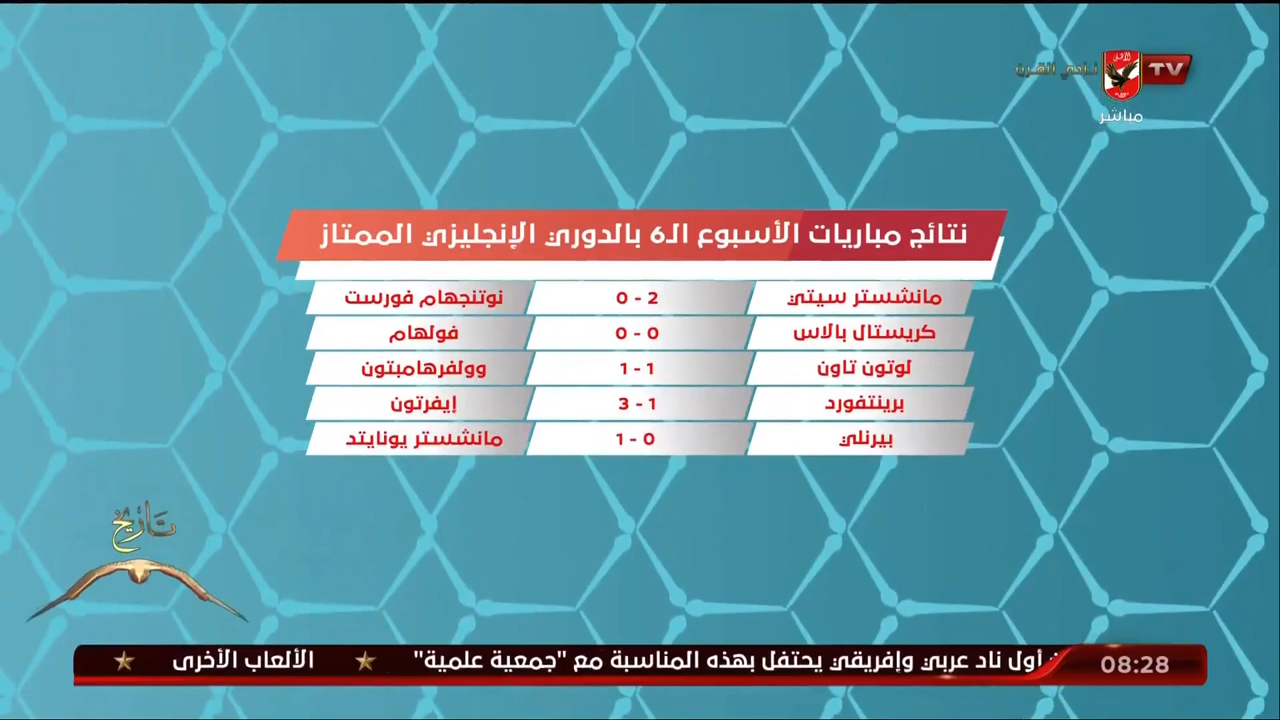 نادي القرن TV
مباشر
نتائج مباريات الأسبوع الـ6 بالدوري الإنجليزي الممتاز
مانشستر سيتي 2 - 0 نوتنجهام فورست
كريستال بالاس 0 - 0 فولهام
لوتون تاون 1 - 1 وولفرهامبتون
برينتفورد 1 - 3 إيفرتون
بيرنلي 0 - 1 مانشستر يونايتد
تاريخ
08:28 أول ناد عربي وإفريقي يحتفل بهذه المناسبة مع "جمعية علمية" الألعاب الأخرى